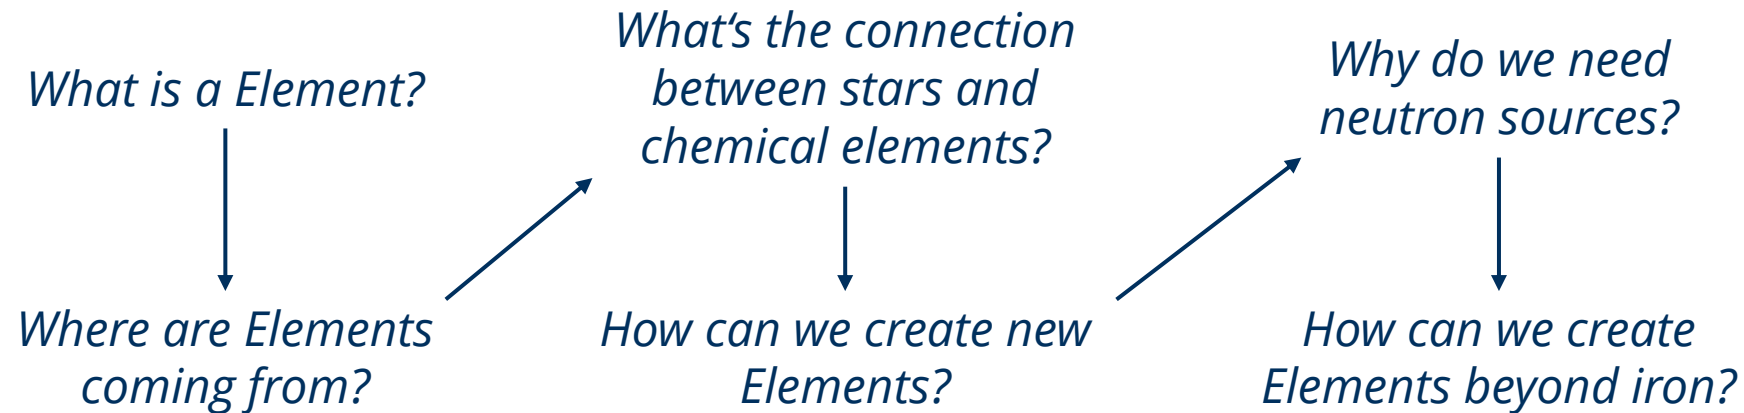 What is a Element?
Where are Elements
coming from?
What‘s the connection
between stars and
chemical elements?
How can we create new
Elements?
Why do we need
neutron sources?
How can we create
Elements beyond iron?